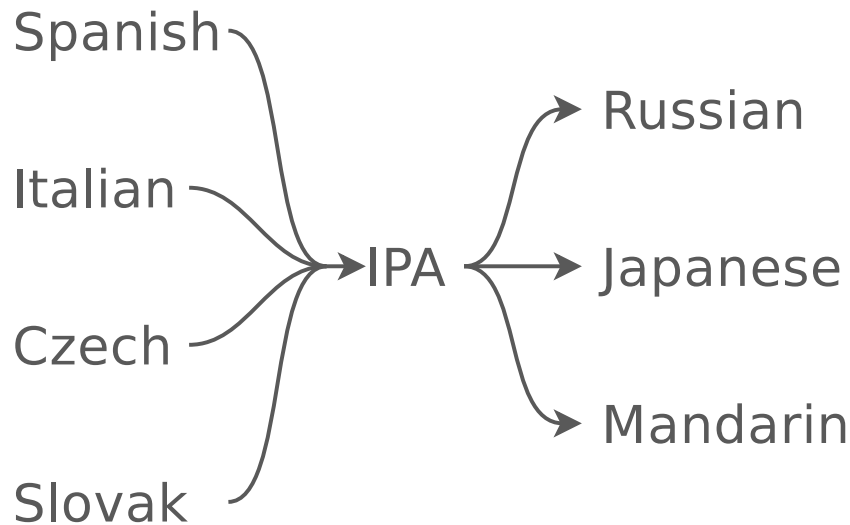 Spanish
Italian
Czech
Slovak
IPA
Russian
Japanese
Mandarin